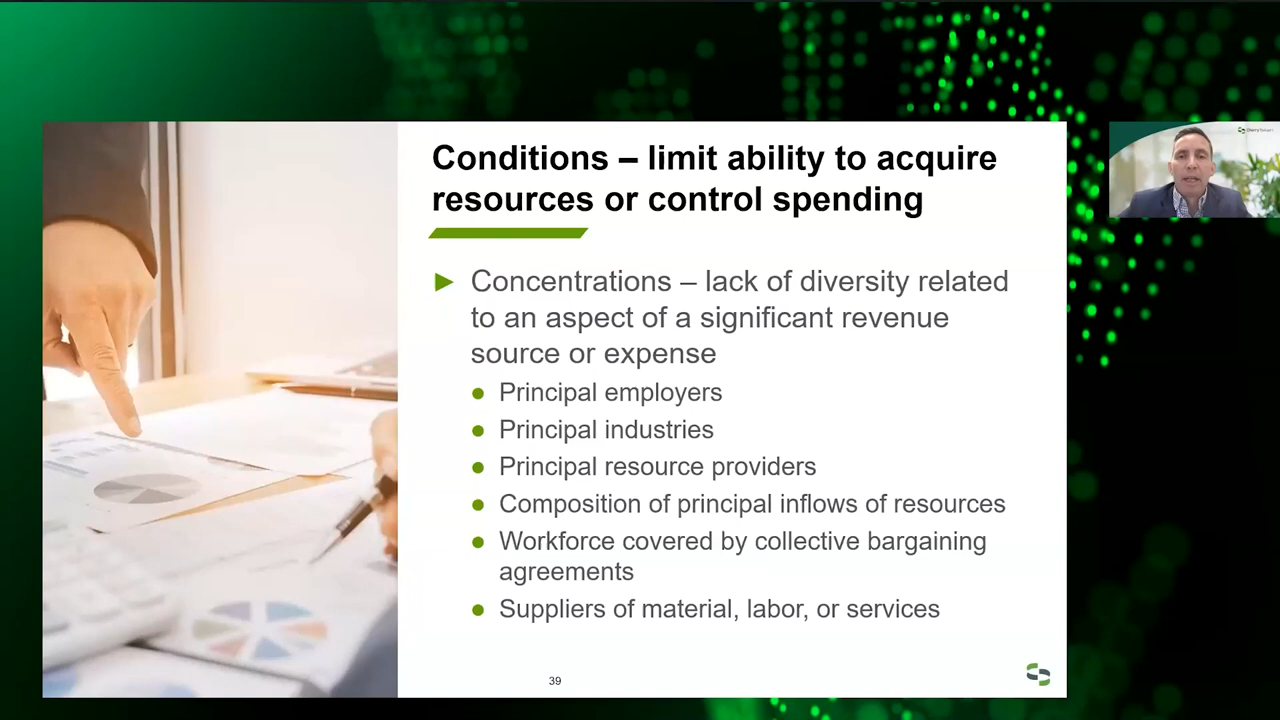 Conditions – limit ability to acquire
resources or control spending
► Concentrations – lack of diversity related
to an aspect of a significant revenue
source or expense
● Principal employers
● Principal industries
● Principal resource providers
● Composition of principal inflows of resources
● Workforce covered by collective bargaining
agreements
● Suppliers of material, labor, or services
39